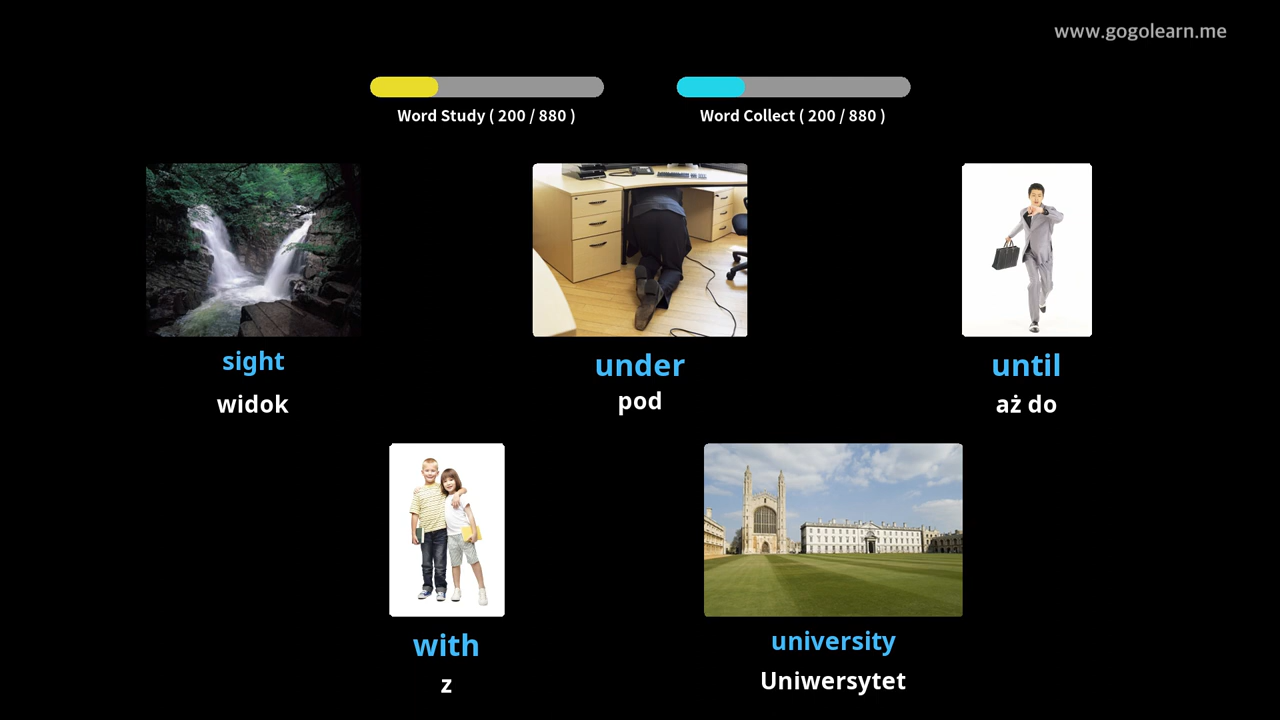 www.gogolearn.me
Word Study ( 200 / 880 )
Word Collect ( 200 / 880 )
sight
widok
under
pod
until
aż do
with
z
university
Uniwersytet